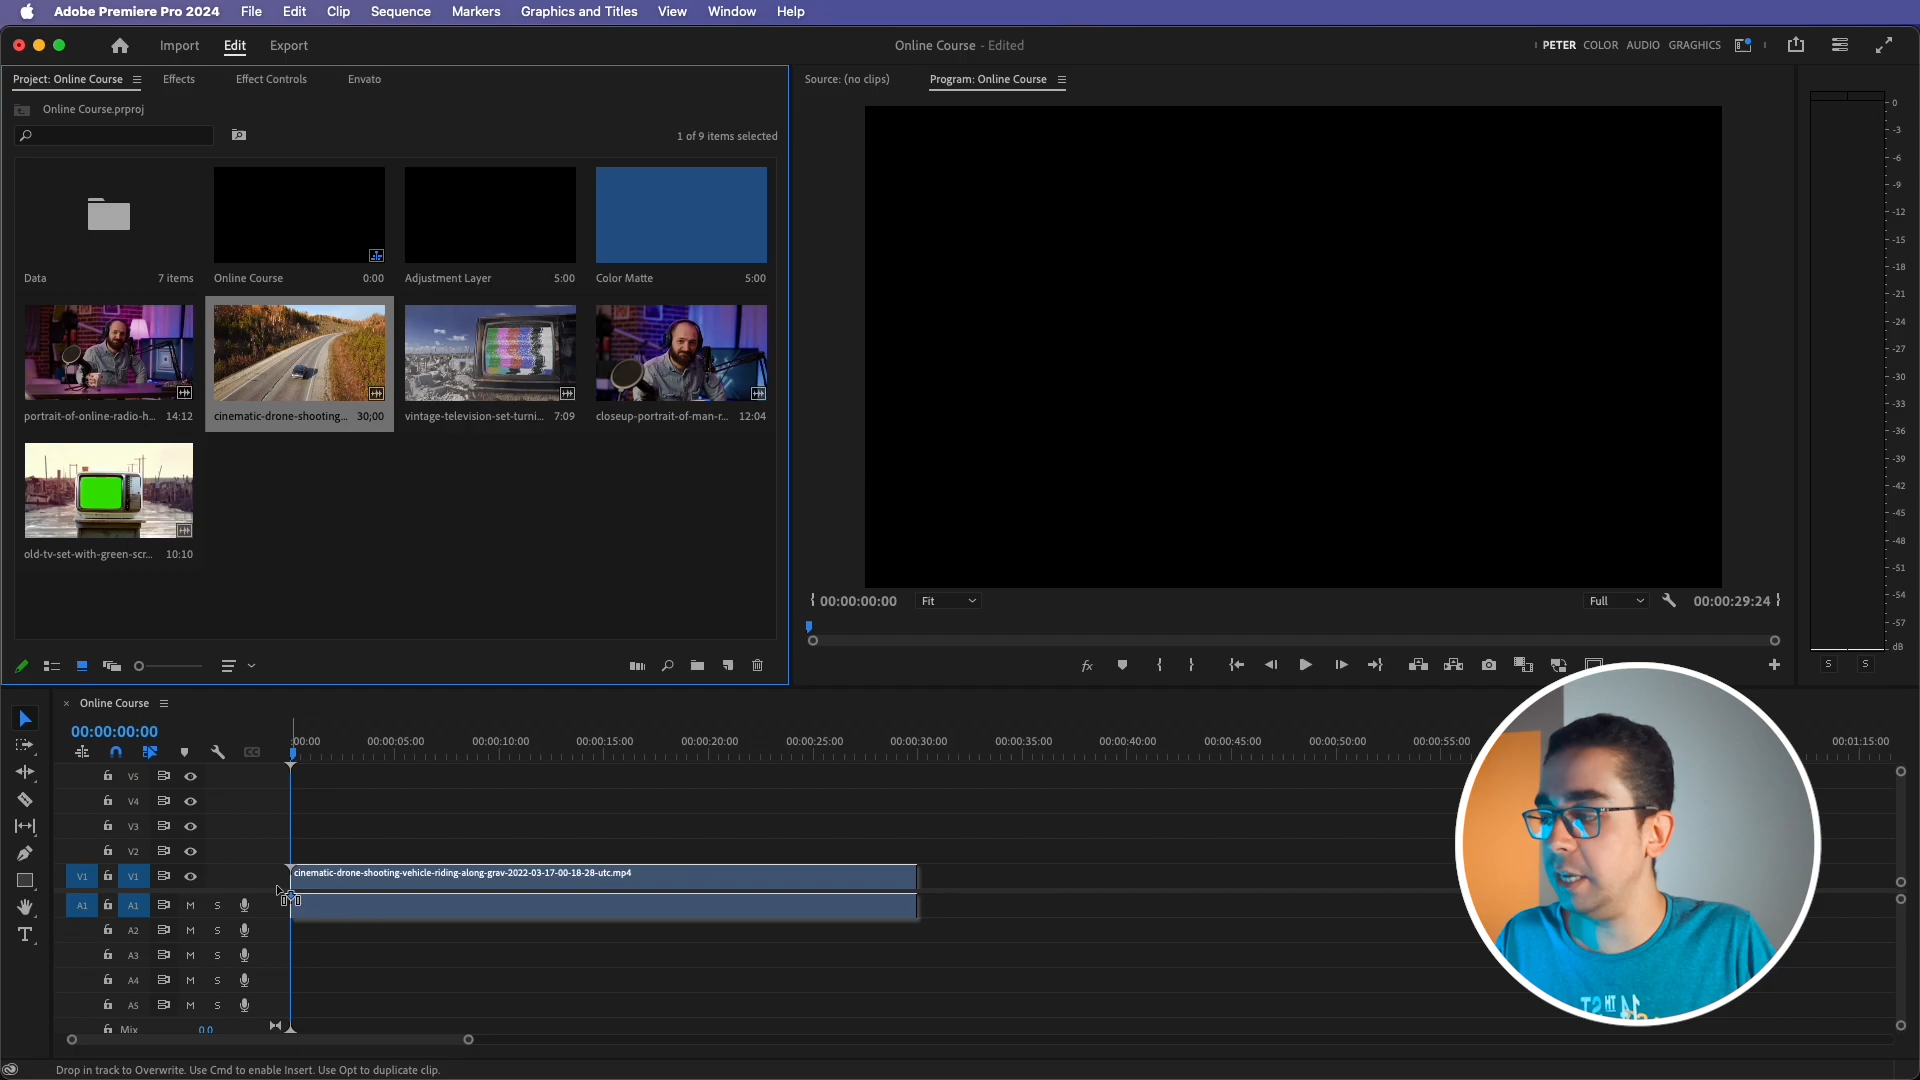 Adobe Premiere Pro 2024 File Edit Clip Sequence Markers Graphics and Titles View Window Help
Import Edit Export Online Course - Edited PETER COLOR AUDIO GRAPHICS
Project: Online Course Effects Effect Controls Envato
Source: (no clips) Program: Online Course
Online Course.prproj
1 of 9 items selected
Data 7 items Online Course 0:00 Adjustment Layer 5:00 Color Matte 5:00
portrait-of-online-radio-h... 14:12 cinematic-drone-shooting... 30;00 vintage-television-set-turni... 7:09 closeup-portrait-of-man-r... 12:04
old-tv-set-with-green-scr... 10:10
00:00:00:00 Fit Full 00:00:29:24
fx
0
-3
-6
-9
-12
-15
-18
-21
-24
-27
-30
-33
-36
-39
-42
-45
-48
-51
-54
-57
dB
S S
Online Course
00:00:00:00
CC
:00:00 00:00:05:00 00:00:10:00 00:00:15:00 00:00:20:00 00:00:25:00 00:00:30:00 00:00:35:00 00:00:40:00 00:00:45:00 00:00:50:00 00:00:55:00 00:01:15:00
V5
V4
V3
V2
V1 V1 cinematic-drone-shooting-vehicle-riding-along-grav-2022-03-17-00-18-28-utc.mp4
A1 A1 M S
A2 M S
A3 M S
A4 M S
A5 M S
Mix 0.0
Drop in track to Overwrite. Use Cmd to enable Insert. Use Opt to duplicate clip.